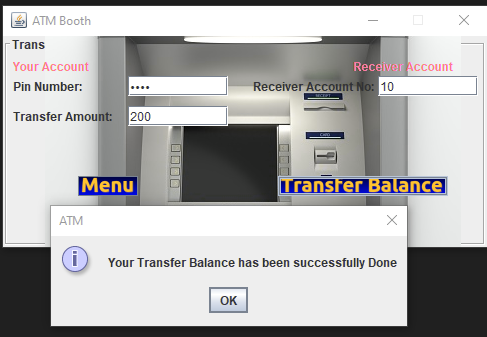 ATM Booth
Trans
Your Account
Receiver Account
Pin Number: ••••
Receiver Account No: 10
RECEIPT
Transfer Amount: 200
CARD
Menu
Transfer Balance
ATM
Your Transfer Balance has been successfully Done
OK